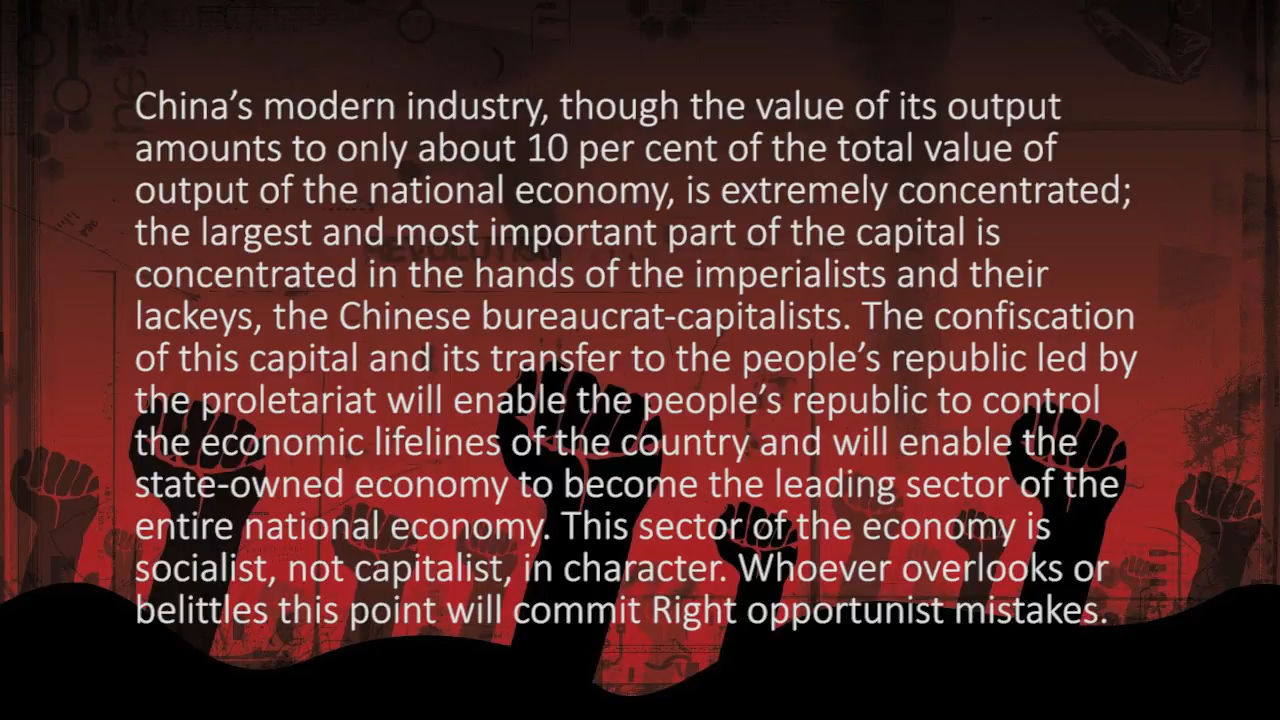 China’s modern industry, though the value of its output
amounts to only about 10 per cent of the total value of
output of the national economy, is extremely concentrated;
the largest and most important part of the capital is
concentrated in the hands of the imperialists and their
lackeys, the Chinese bureaucrat-capitalists. The confiscation
of this capital and its transfer to the people’s republic led by
the proletariat will enable the people’s republic to control
the economic lifelines of the country and will enable the
state-owned economy to become the leading sector of the
entire national economy. This sector of the economy is
socialist, not capitalist, in character. Whoever overlooks or
belittles this point will commit Right opportunist mistakes.